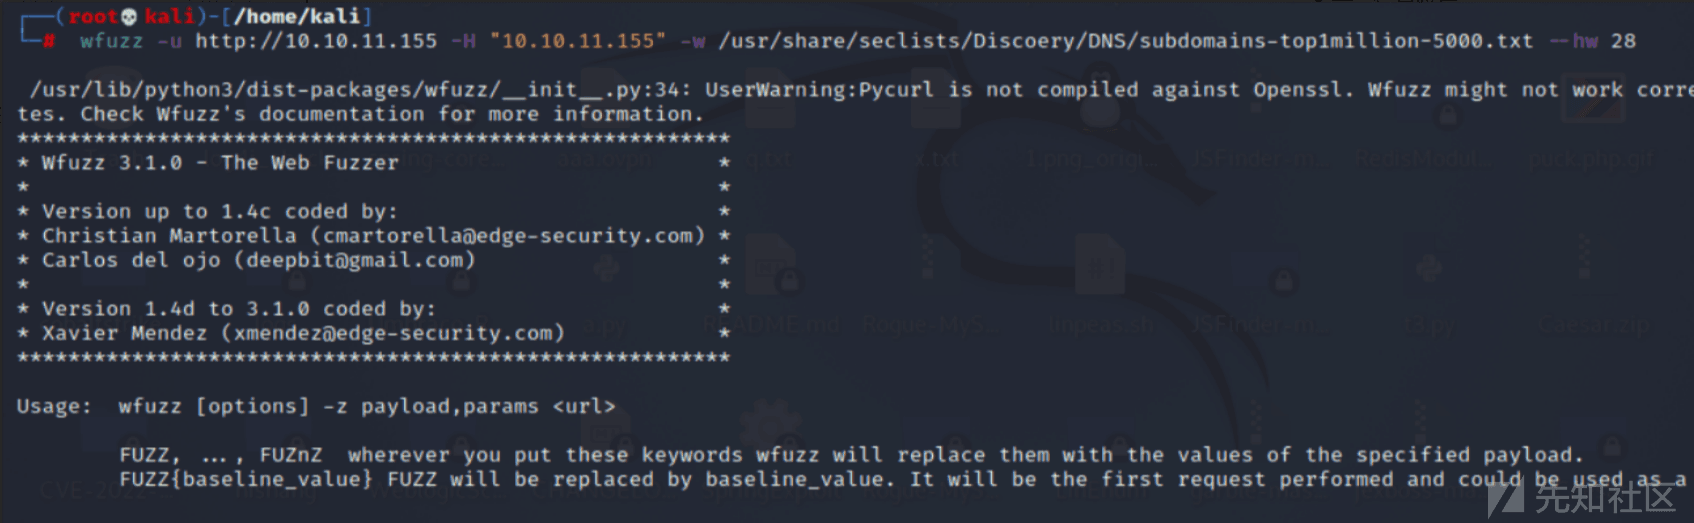 ┌──(root💀kali)-[/home/kali]
└─# wfuzz -u http://10.10.11.155 -H "10.10.11.155" -w /usr/share/seclists/Discoery/DNS/subdomains-top1million-5000.txt --hw 28
/usr/lib/python3/dist-packages/wfuzz/__init__.py:34: UserWarning:Pycurl is not compiled against Openssl. Wfuzz might not work corre
tes. Check Wfuzz's documentation for more information.
********************************************************
* Wfuzz 3.1.0 - The Web Fuzzer *
* *
* Version up to 1.4c coded by: *
* Christian Martorella (cmartorella@edge-security.com) *
* Carlos del ojo (deepbit@gmail.com) *
* *
* Version 1.4d to 3.1.0 coded by: *
* Xavier Mendez (xmendez@edge-security.com) *
********************************************************
Usage: wfuzz [options] -z payload,params <url>
FUZZ, ..., FUZnZ wherever you put these keywords wfuzz will replace them with the values of the specified payload.
FUZZ{baseline_value} FUZZ will be replaced by baseline_value. It will be the first request performed and could be used as a
先知社区